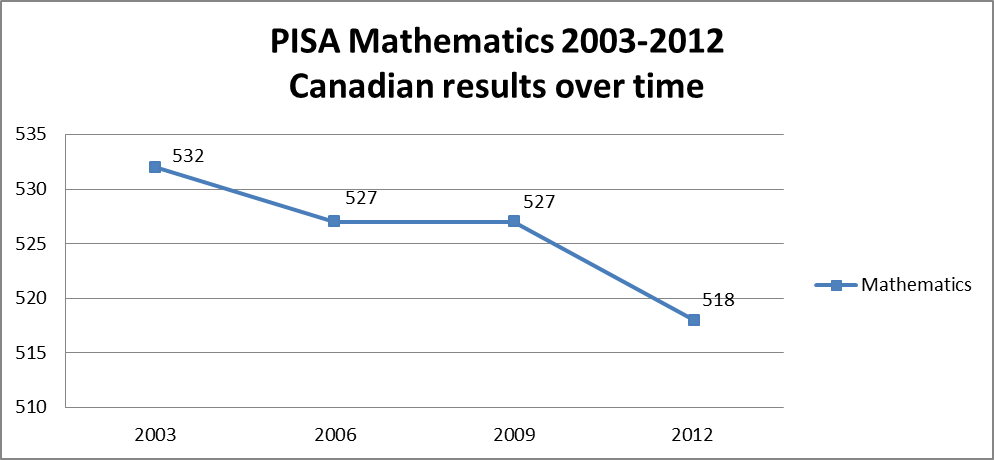 PISA Mathematics 2003-2012
Canadian results over time
535
530
525
520
515
510
532
527
527
518
2003 2006 2009 2012
Mathematics